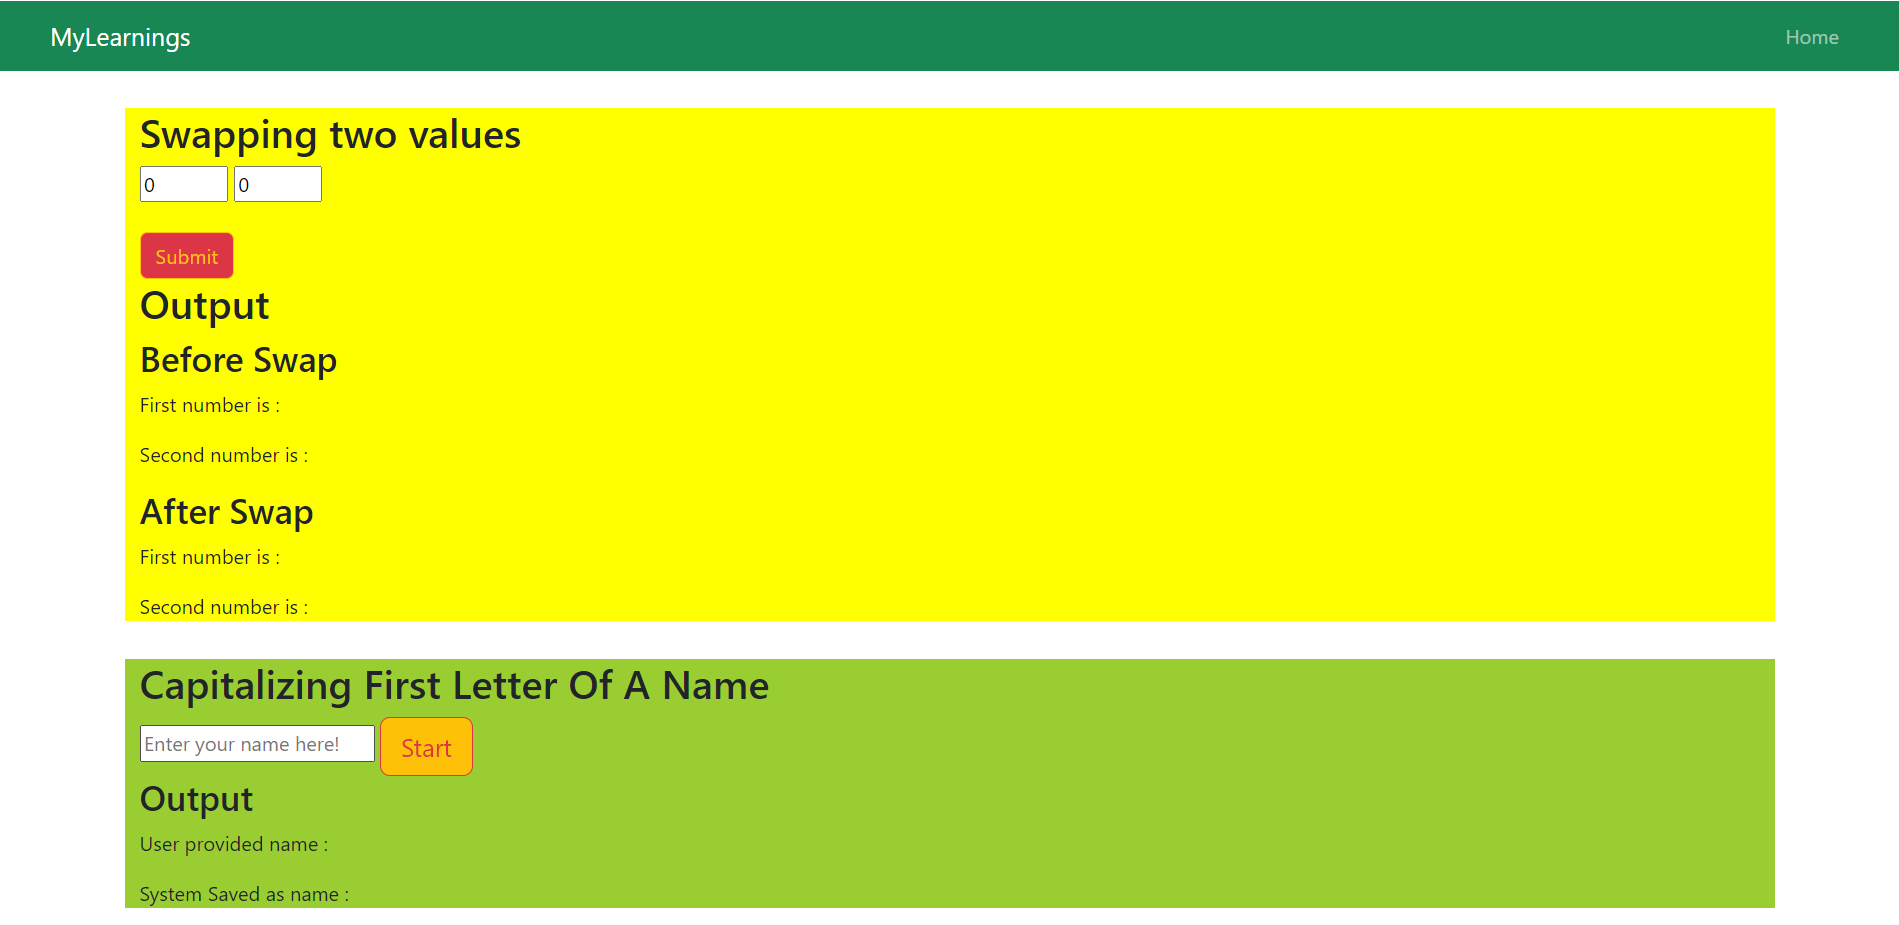 MyLearnings Home
Swapping two values
0 0
Submit
Output
Before Swap
First number is :
Second number is :
After Swap
First number is :
Second number is :
Capitalizing First Letter Of A Name
Enter your name here! Start
Output
User provided name :
System Saved as name :